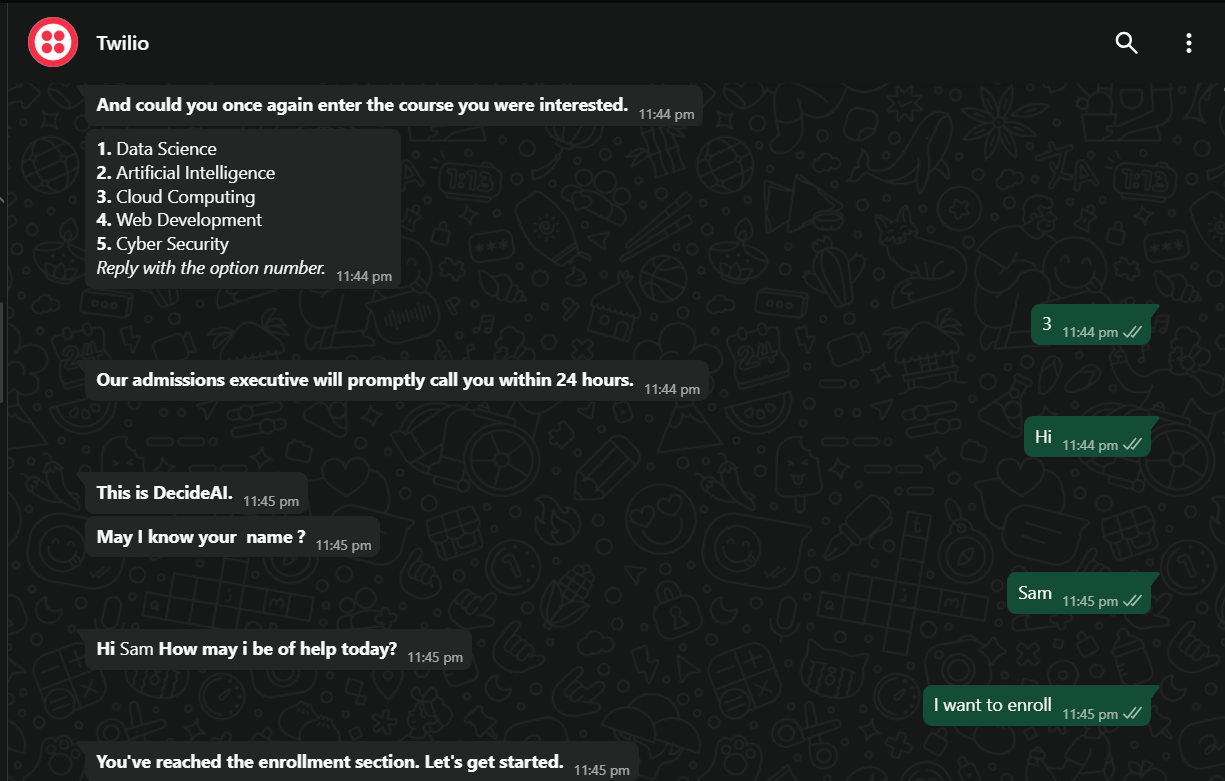 Twilio
And could you once again enter the course you were interested. 11:44 pm
1. Data Science
2. Artificial Intelligence
3. Cloud Computing
4. Web Development
5. Cyber Security
Reply with the option number. 11:44 pm
3 11:44 pm
Our admissions executive will promptly call you within 24 hours. 11:44 pm
Hi 11:44 pm
This is DecideAI. 11:45 pm
May I know your  name ? 11:45 pm
Sam 11:45 pm
Hi Sam How may i be of help today? 11:45 pm
I want to enroll 11:45 pm
You've reached the enrollment section. Let's get started. 11:45 pm